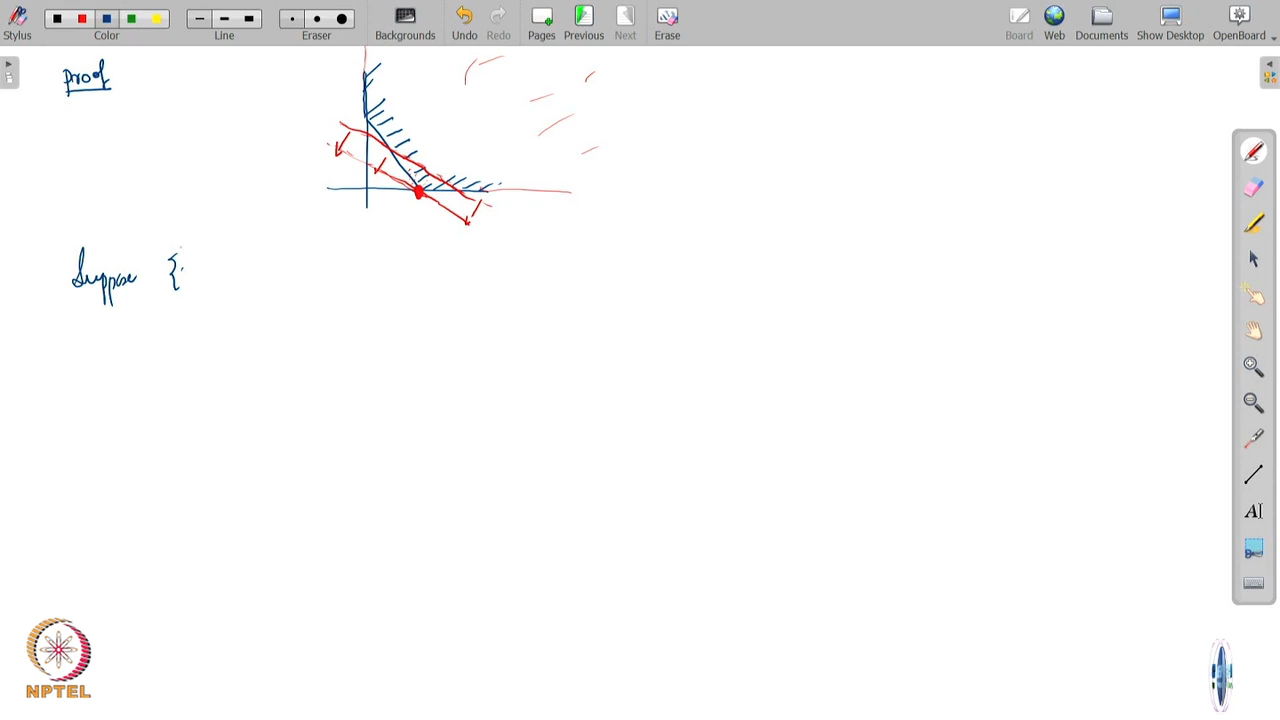 Stylus
Color
Line
Eraser
Backgrounds
Undo
Redo
Pages
Previous
Next
Erase
Board
Web
Documents
Show Desktop
OpenBoard
Proof
Suppose {
A
NPTEL